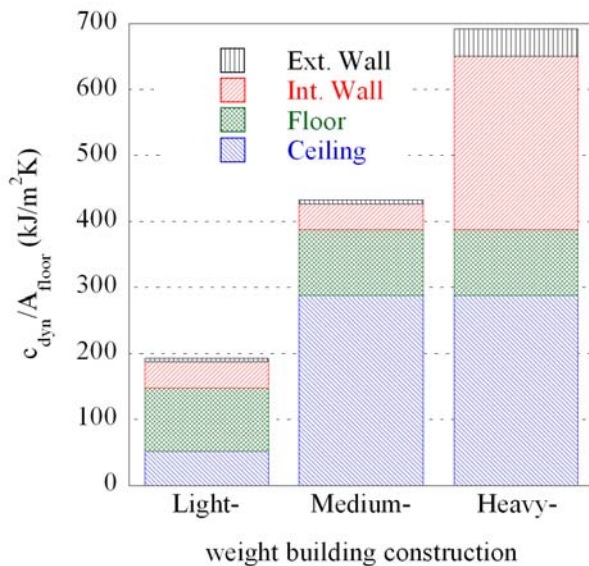 700
600
500
400
300
200
100
0
c_dyn/A_floor (kJ/m²K)
Ext. Wall
Int. Wall
Floor
Ceiling
Light- Medium- Heavy-
weight building construction